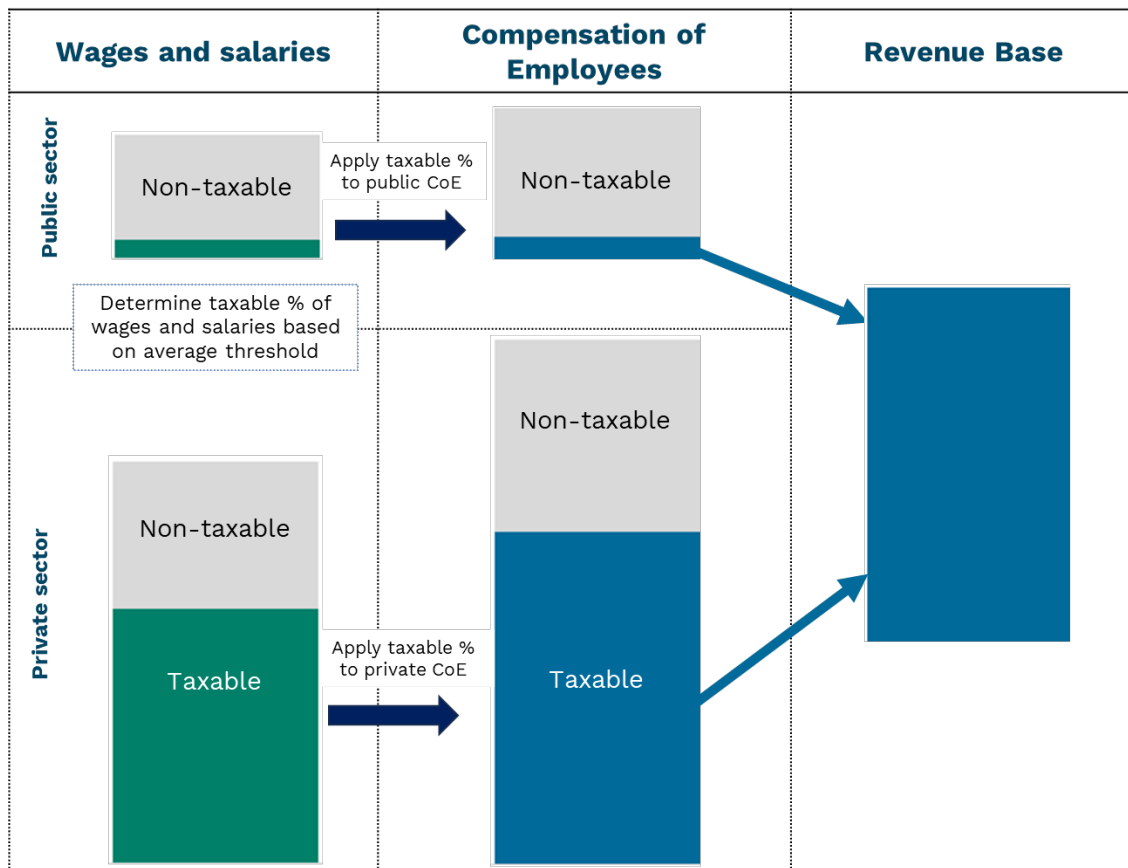 Wages and salaries
Compensation of
Employees
Revenue Base
Public sector
Non-taxable
Apply taxable %
to public CoE
Non-taxable
Determine taxable % of
wages and salaries based
on average threshold
Private sector
Non-taxable
Taxable
Apply taxable %
to private CoE
Non-taxable
Taxable